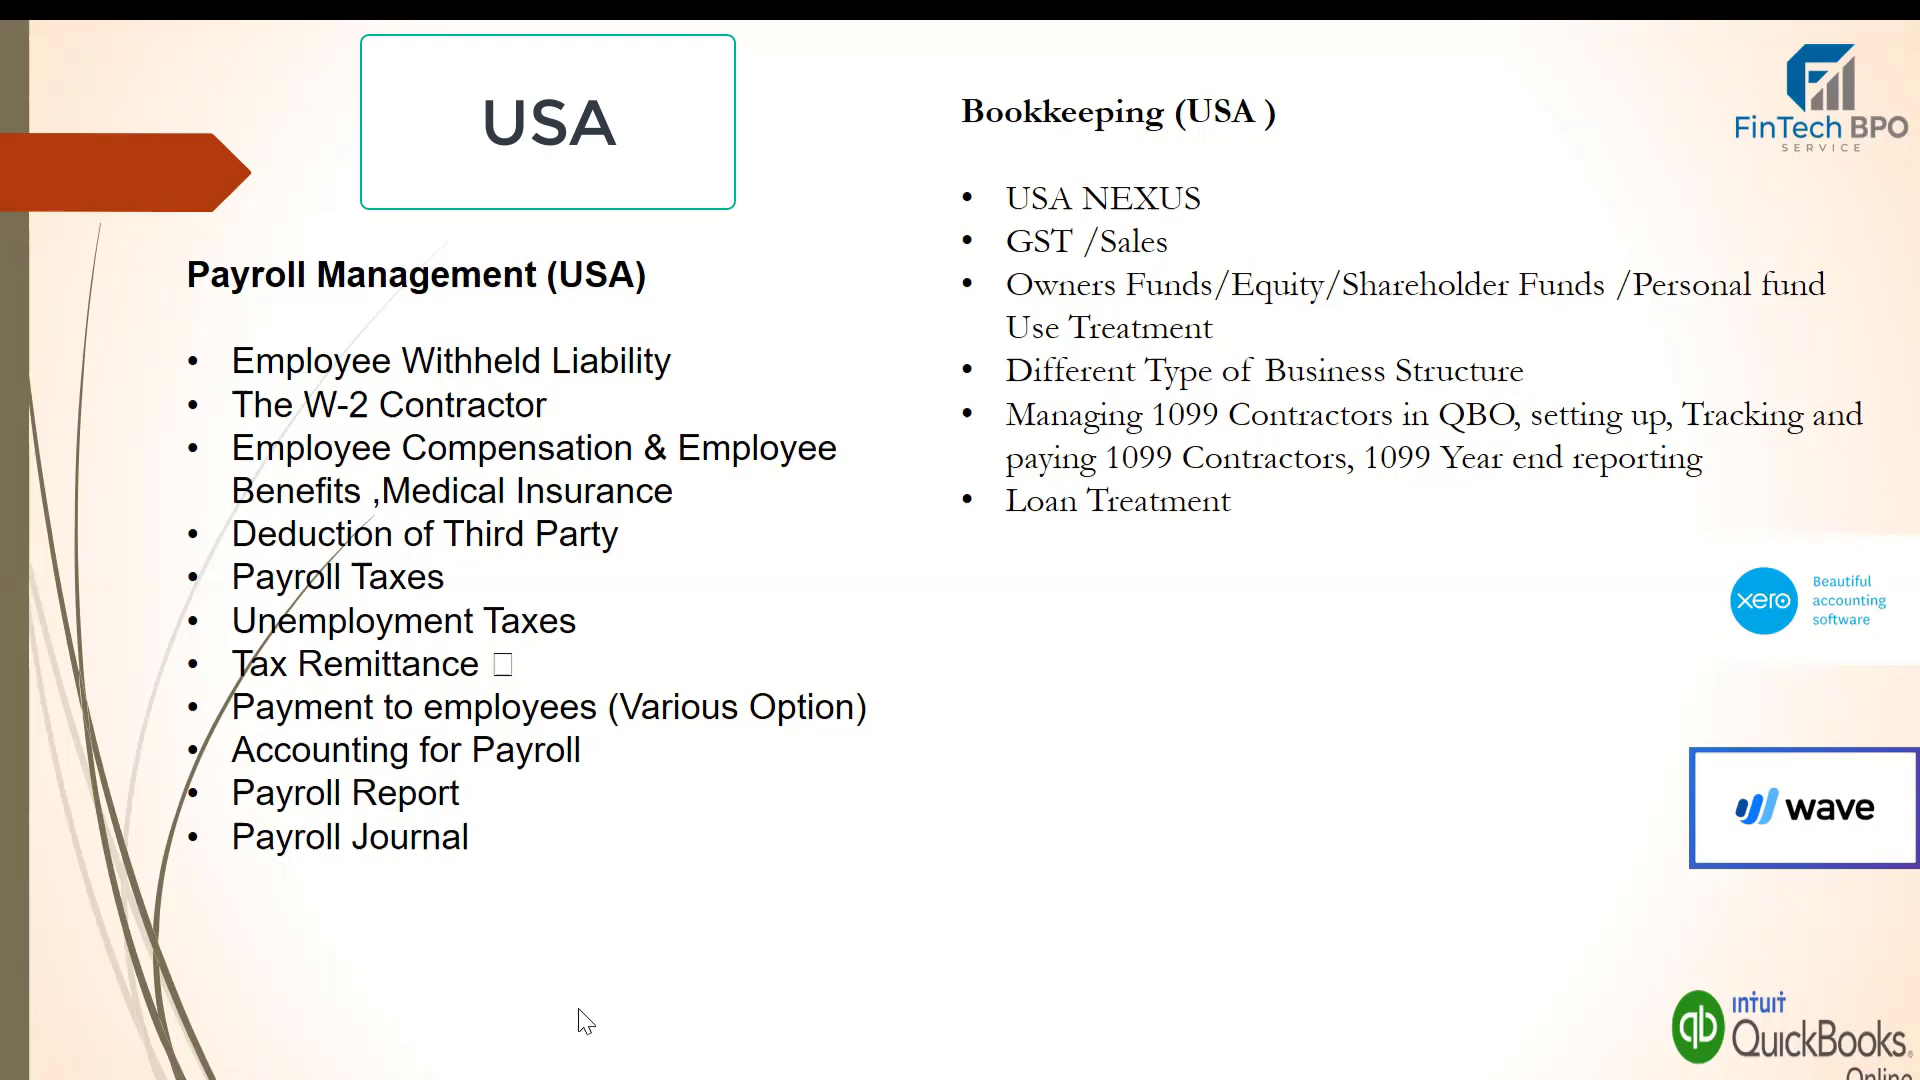 USA
Payroll Management (USA)
• Employee Withheld Liability
• The W-2 Contractor
• Employee Compensation & Employee
Benefits ,Medical Insurance
• Deduction of Third Party
• Payroll Taxes
• Unemployment Taxes
• Tax Remittance
• Payment to employees (Various Option)
• Accounting for Payroll
• Payroll Report
• Payroll Journal
Bookkeeping (USA )
• USA NEXUS
• GST /Sales
• Owners Funds/Equity/Shareholder Funds /Personal fund
Use Treatment
• Different Type of Business Structure
• Managing 1099 Contractors in QBO, setting up, Tracking and
paying 1099 Contractors, 1099 Year end reporting
• Loan Treatment
FinTech BPO
SERVICE
xero
Beautiful
accounting
software
wave
qb
intuit
QuickBooks.
Online